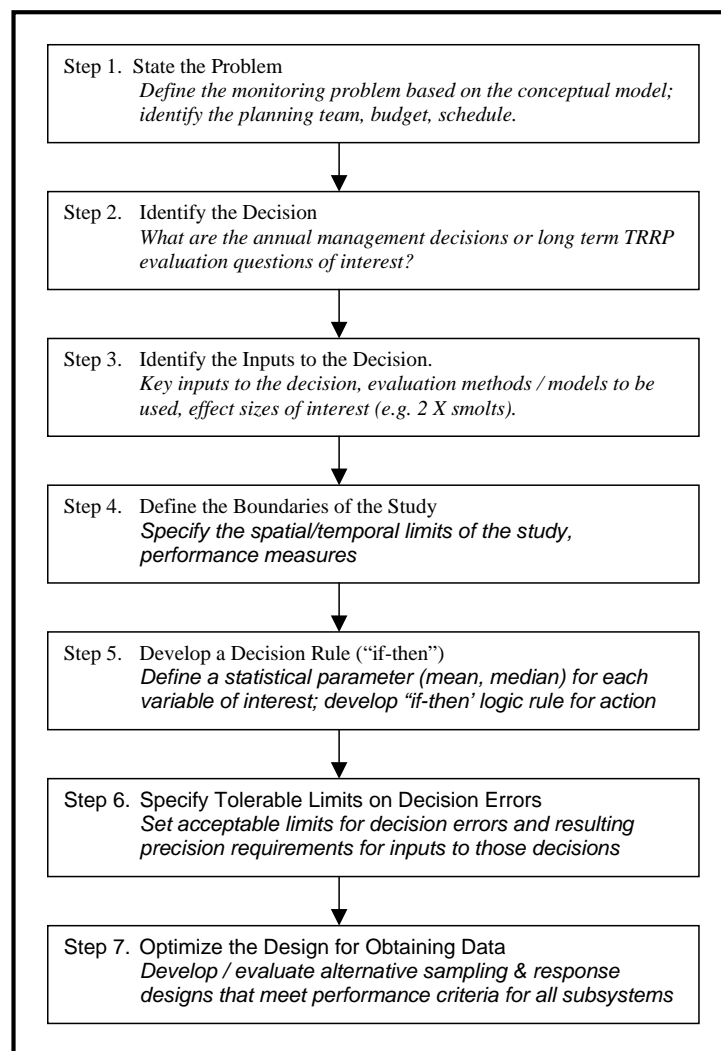 Step 1. State the Problem
Define the monitoring problem based on the conceptual model;
identify the planning team, budget, schedule.
Step 2. Identify the Decision
What are the annual management decisions or long term TRRP
evaluation questions of interest?
Step 3. Identify the Inputs to the Decision.
Key inputs to the decision, evaluation methods / models to be
used, effect sizes of interest (e.g. 2 X smolts).
Step 4. Define the Boundaries of the Study
Specify the spatial/temporal limits of the study,
performance measures
Step 5. Develop a Decision Rule (“if-then”)
Define a statistical parameter (mean, median) for each
variable of interest; develop “if-then’ logic rule for action
Step 6. Specify Tolerable Limits on Decision Errors
Set acceptable limits for decision errors and resulting
precision requirements for inputs to those decisions
Step 7. Optimize the Design for Obtaining Data
Develop / evaluate alternative sampling & response
designs that meet performance criteria for all subsystems